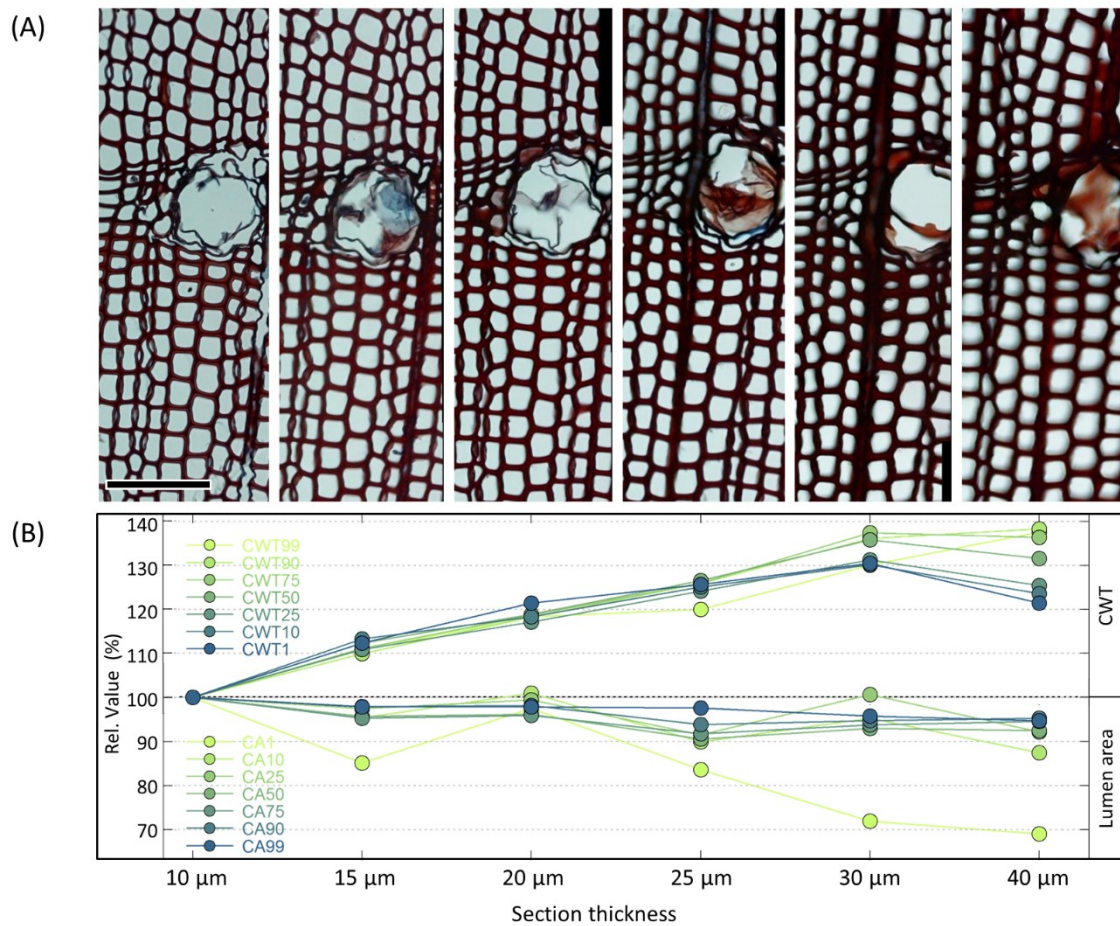 (A)
(B)
140
130
120
110
100
90
80
70
Rel. Value (%)
CWT99
CWT90
CWT75
CWT50
CWT25
CWT10
CWT1
CA1
CA10
CA25
CA50
CA75
CA90
CA99
CWT
Lumen area
10 µm
15 µm
20 µm
25 µm
30 µm
40 µm
Section thickness